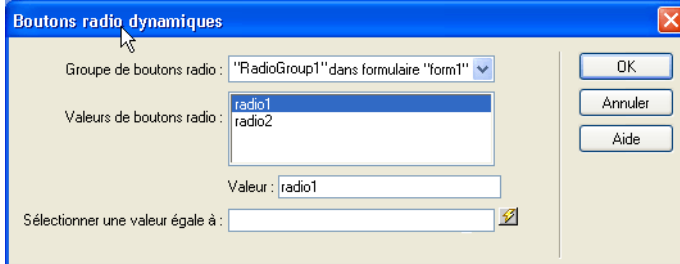 Boutons radio dynamiques
Groupe de boutons radio : "RadioGroup1"dans formulaire "form1"
OK
Valeurs de boutons radio :
radio1
radio2
Annuler
Aide
Valeur : radio1
Sélectionner une valeur égale à :